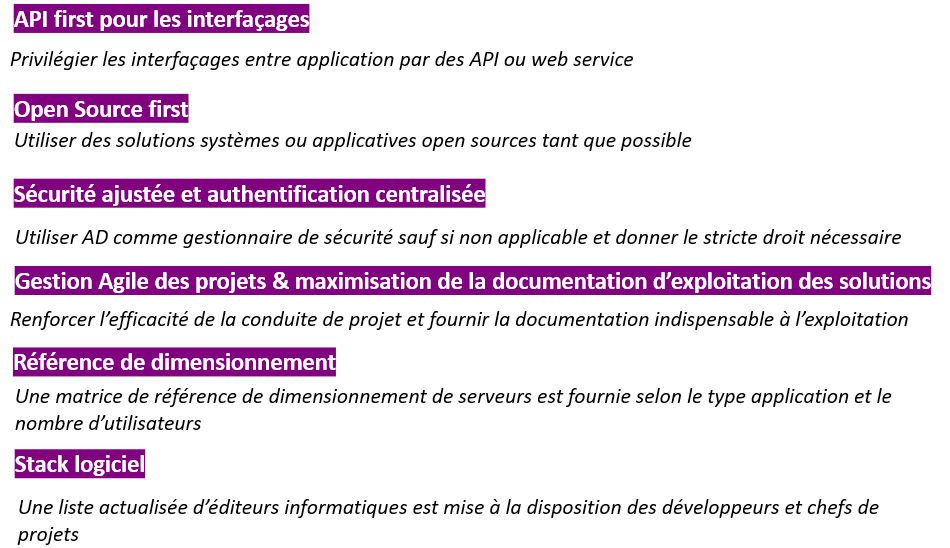 API first pour les interfaçages
Privilégier les interfaçages entre application par des API ou web service
Open Source first
Utiliser des solutions systèmes ou applicatives open sources tant que possible
Sécurité ajustée et authentification centralisée
Utiliser AD comme gestionnaire de sécurité sauf si non applicable et donner le stricte droit nécessaire
Gestion Agile des projets & maximisation de la documentation d’exploitation des solutions
Renforcer l’efficacité de la conduite de projet et fournir la documentation indispensable à l’exploitation
Référence de dimensionnement
Une matrice de référence de dimensionnement de serveurs est fournie selon le type application et le
nombre d’utilisateurs
Stack logiciel
Une liste actualisée d’éditeurs informatiques est mise à la disposition des développeurs et chefs de
projets